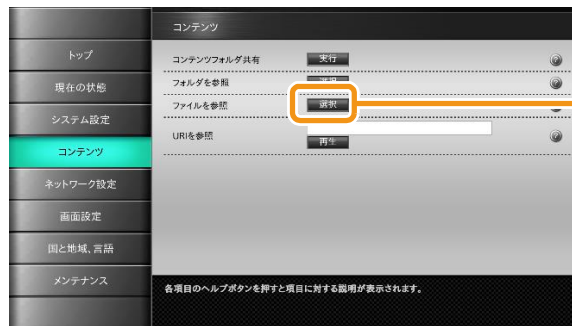 コンテンツ
トップ
現在の状態
システム設定
コンテンツ
ネットワーク設定
画面設定
国と地域, 言語
メンテナンス
コンテンツフォルダ共有 実行
フォルダを参照 選択
ファイルを参照 選択
URIを参照
再生
各項目のヘルプボタンを押すと項目に対する説明が表示されます。